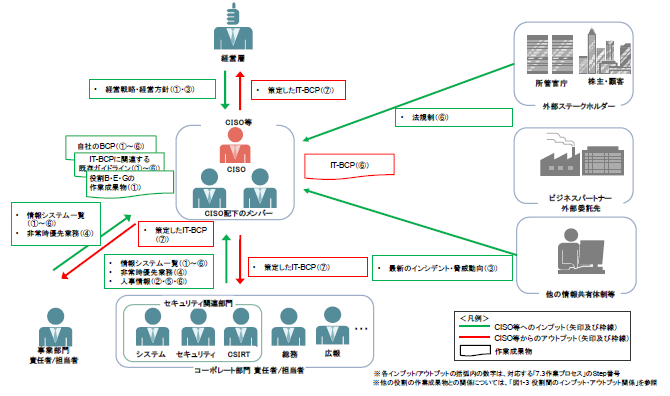 経営層
・ 経営戦略・経営方針(①・③)
・ 策定したIT-BCP(⑦)
所管官庁
株主・顧客
外部ステークホルダー
・ 法規制(⑥)
CISO等
CISO
CISO配下のメンバー
自社のBCP(①～⑥)
IT-BCPに関連する
既存ガイドライン(①～⑥)
役割B・E・Gの
作業成果物(①)
IT-BCP(⑥)
ビジネスパートナー
外部委託先
・ 情報システム一覧
(①～⑥)
・ 非常時優先業務(④)
・ 策定したIT-BCP
(⑦)
・ 情報システム一覧(①～⑥)
・ 非常時優先業務(④)
・ 人事情報(②・⑤・⑥)
・ 策定したIT-BCP(⑦)
・ 最新のインシデント・脅威動向(③)
他の情報共有体制等
セキュリティ関連部門
システム
セキュリティ
CSIRT
総務
広報
…
コーポレート部門 責任者/担当者
事業部門
責任者/担当者
＜凡例＞
CISO等へのインプット(矢印及び枠線)
CISO等からのアウトプット(矢印及び枠線)
作業成果物
※各インプット/アウトプットの括弧内の数字は、対応する「7.3作業プロセス」のStep番号
※他の役割の作業成果物との関係については、「図1-3 役割間のインプット・アウトプット関係」を参照